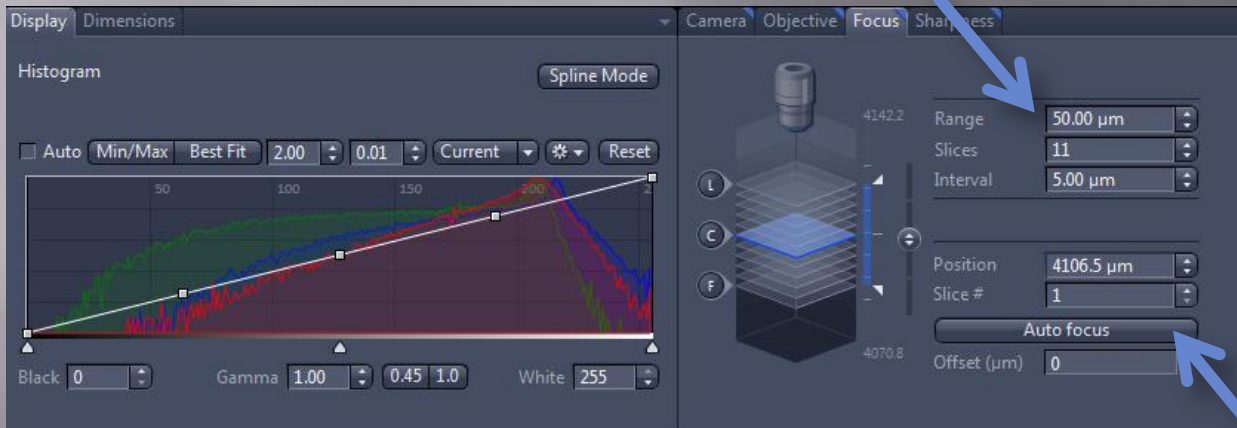 Display Dimensions
Histogram
Spline Mode
Auto Min/Max Best Fit 2.00 0.01 Current Reset
50 100 150 200 2
Black 0 Gamma 1.00 0.45 1.0 White 255
Camera Objective Focus Sharpness
4142.2
L
C
F
4070.8
Range 50.00 µm
Slices 11
Interval 5.00 µm
Position 4106.5 µm
Slice # 1
Auto focus
Offset (µm) 0